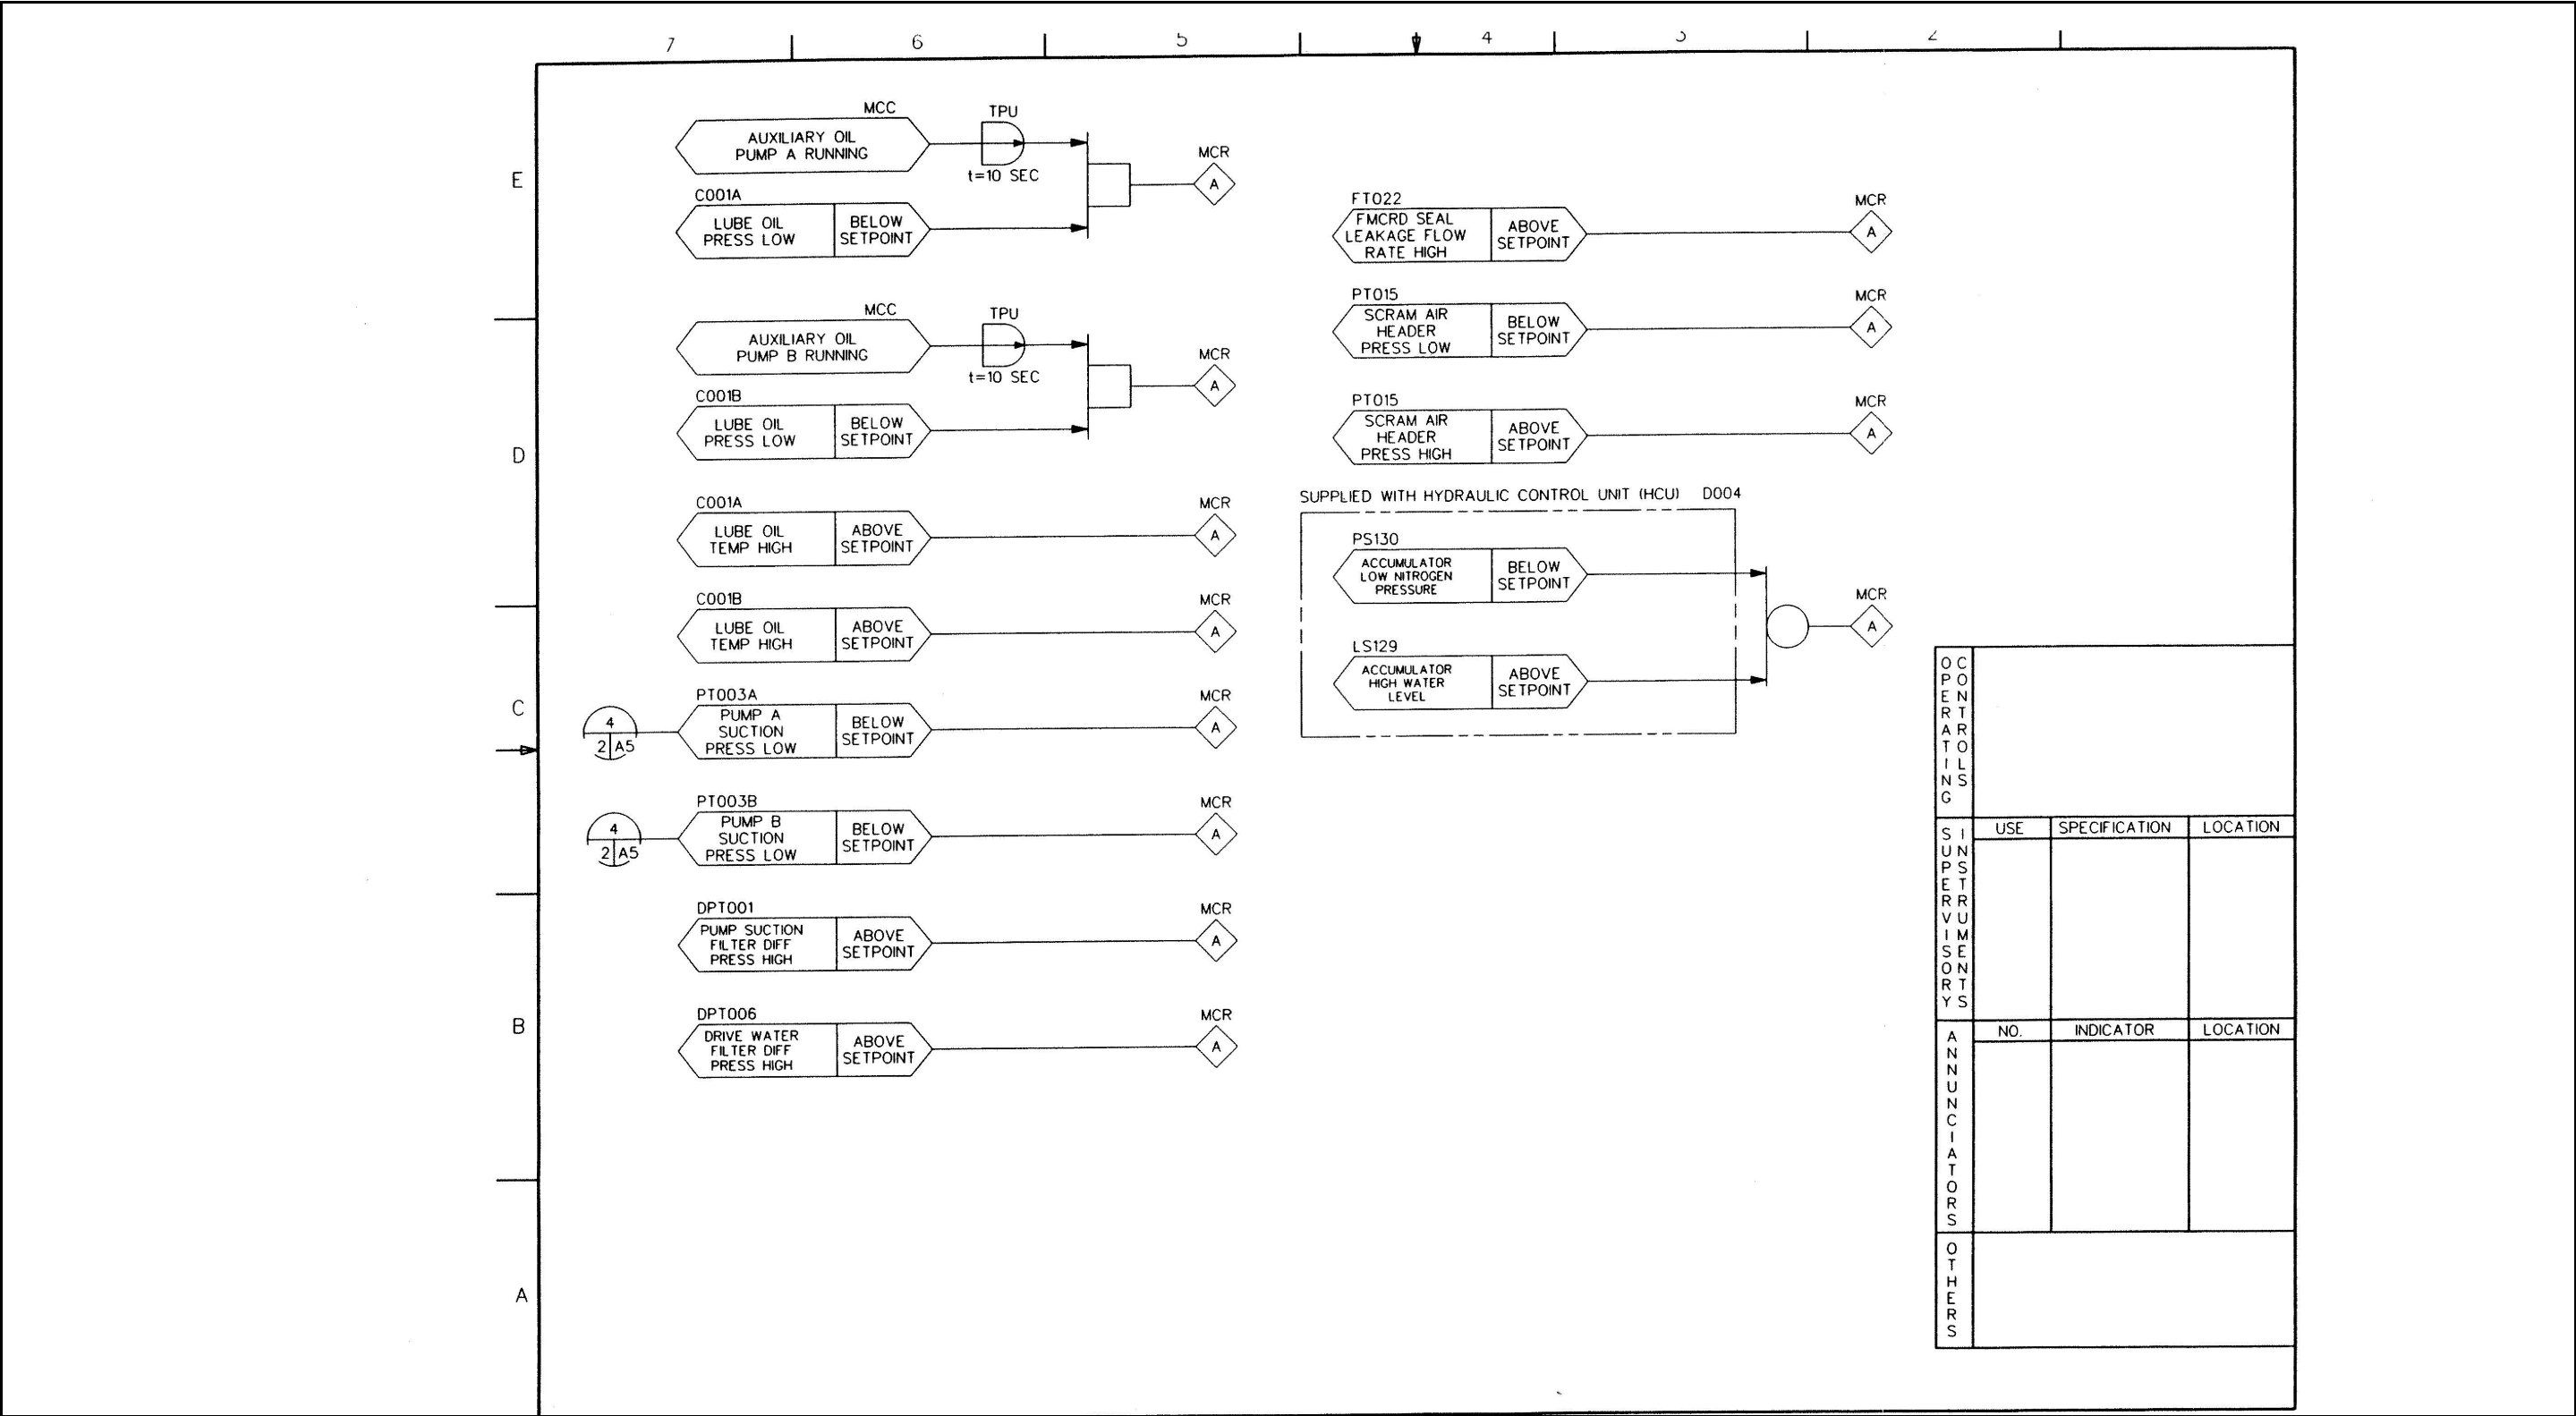 7 6 5 4 3 2
E
D
C
B
A
MCC
AUXILIARY OIL
PUMP A RUNNING
TPU
t=10 SEC
C001A
LUBE OIL
PRESS LOW
BELOW
SETPOINT
MCR
A
MCC
AUXILIARY OIL
PUMP B RUNNING
TPU
t=10 SEC
C001B
LUBE OIL
PRESS LOW
BELOW
SETPOINT
MCR
A
C001A
LUBE OIL
TEMP HIGH
ABOVE
SETPOINT
MCR
A
C001B
LUBE OIL
TEMP HIGH
ABOVE
SETPOINT
MCR
A
4
2 A5
PT003A
PUMP A
SUCTION
PRESS LOW
BELOW
SETPOINT
MCR
A
4
2 A5
PT003B
PUMP B
SUCTION
PRESS LOW
BELOW
SETPOINT
MCR
A
DPT001
PUMP SUCTION
FILTER DIFF
PRESS HIGH
ABOVE
SETPOINT
MCR
A
DPT006
DRIVE WATER
FILTER DIFF
PRESS HIGH
ABOVE
SETPOINT
MCR
A
FT022
FMCRD SEAL
LEAKAGE FLOW
RATE HIGH
ABOVE
SETPOINT
MCR
A
PT015
SCRAM AIR
HEADER
PRESS LOW
BELOW
SETPOINT
MCR
A
PT015
SCRAM AIR
HEADER
PRESS HIGH
ABOVE
SETPOINT
MCR
A
SUPPLIED WITH HYDRAULIC CONTROL UNIT (HCU) D004
PS130
ACCUMULATOR
LOW NITROGEN
PRESSURE
BELOW
SETPOINT
LS129
ACCUMULATOR
HIGH WATER
LEVEL
ABOVE
SETPOINT
MCR
A
OPERATING
CONTROLS
SUPERVISORY
INSTRUMENTS
USE SPECIFICATION LOCATION
ANNUNCIATORS
NO. INDICATOR LOCATION
OTHERS